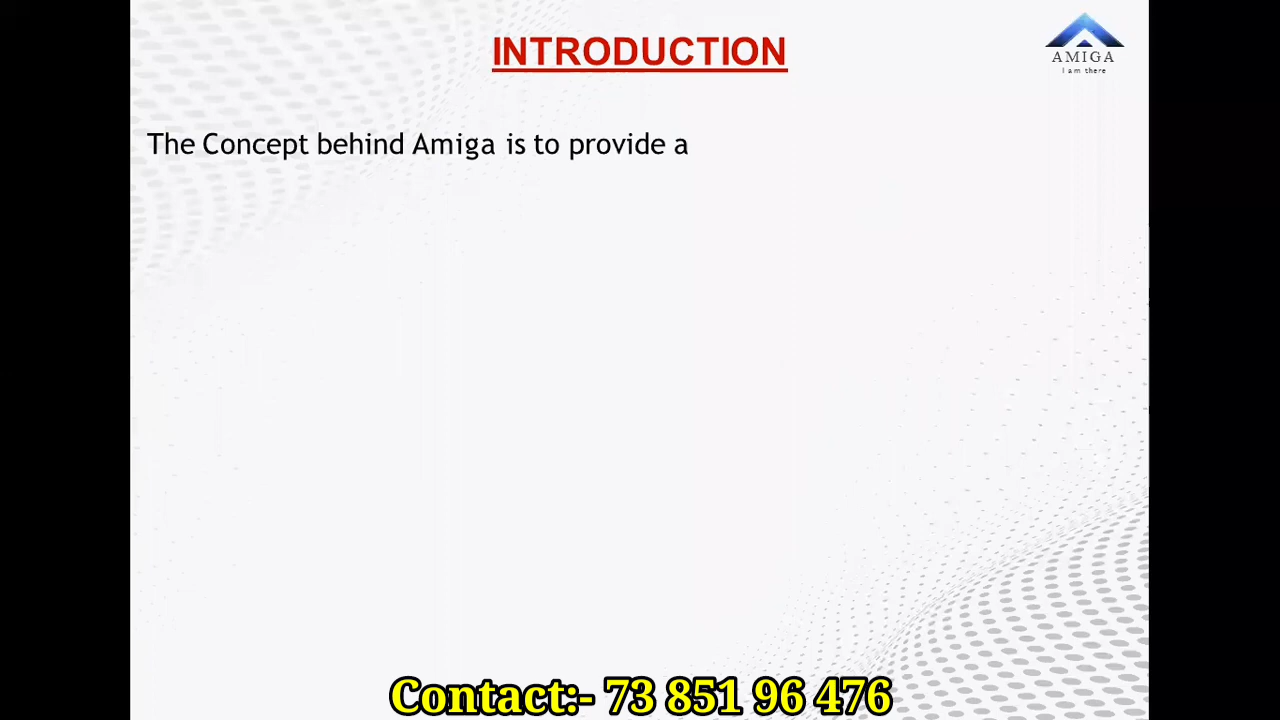 INTRODUCTION
AMIGA
I am there
The Concept behind Amiga is to provide a
Contact:- 73 851 96 476